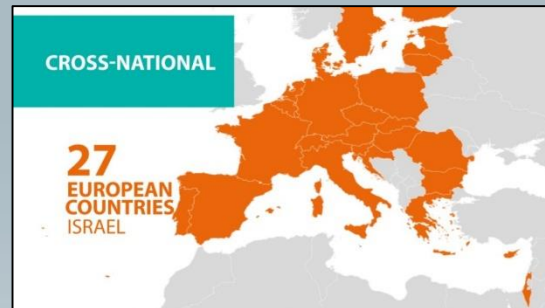 CROSS-NATIONAL
27
EUROPEAN
COUNTRIES
ISRAEL